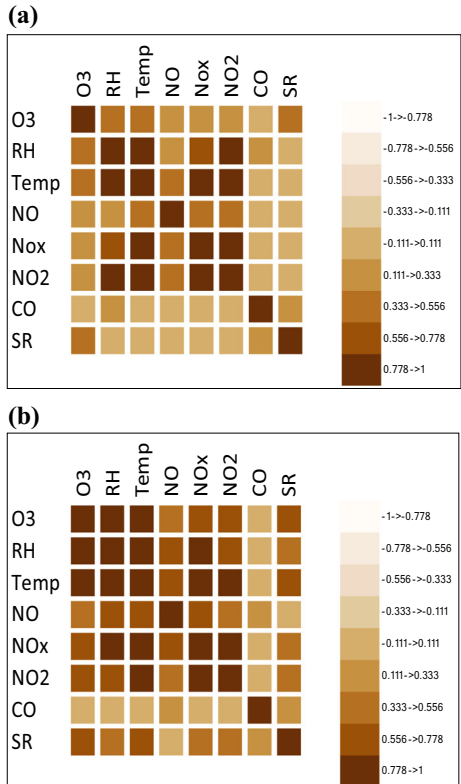 (a)
O3 RH Temp NO Nox NO2 CO SR
O3
RH
Temp
NO
Nox
NO2
CO
SR
-1->-0.778
-0.778->-0.556
-0.556->-0.333
-0.333->-0.111
-0.111->0.111
0.111->0.333
0.333->0.556
0.556->0.778
0.778->1
(b)
O3 RH Temp NO NOx NO2 CO SR
O3
RH
Temp
NO
NOx
NO2
CO
SR
-1->-0.778
-0.778->-0.556
-0.556->-0.333
-0.333->-0.111
-0.111->0.111
0.111->0.333
0.333->0.556
0.556->0.778
0.778->1